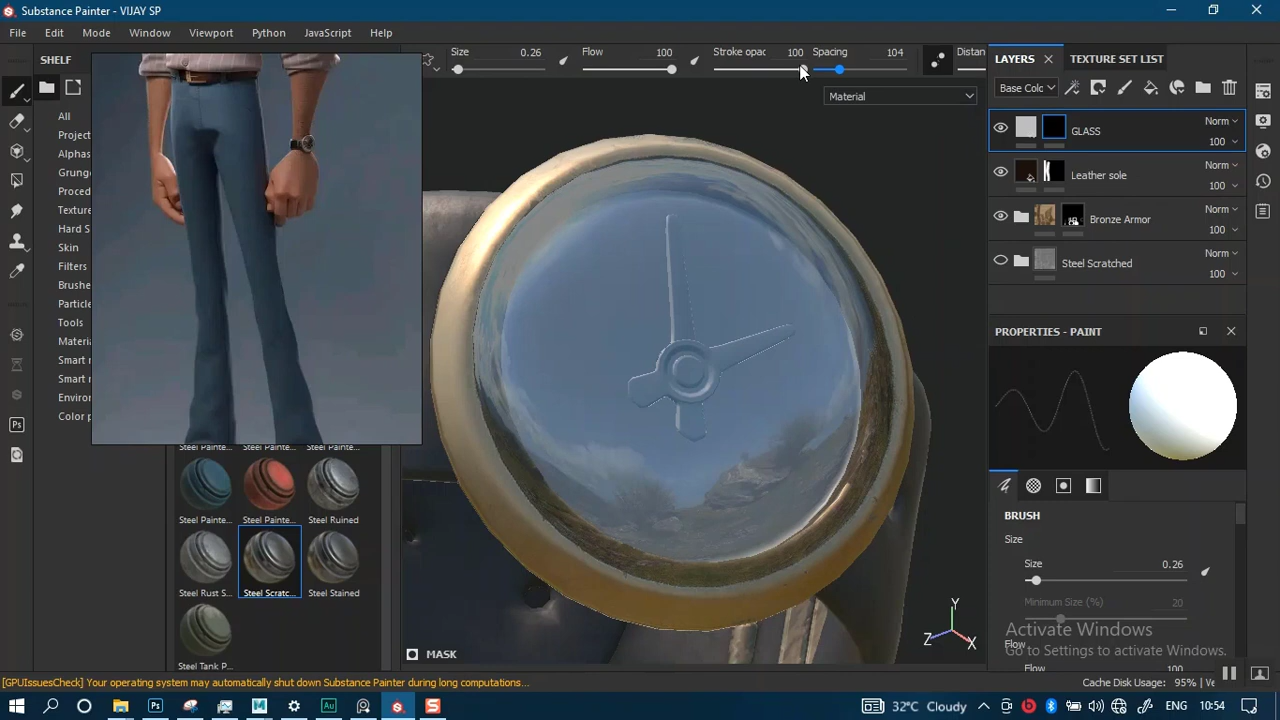 Substance Painter - VIJAY SP
File Edit Mode Window Viewport Python JavaScript Help
SHELF
Size 0.26
Flow 100
Stroke opac 100
Spacing 104
Distan
Material
LAYERS
TEXTURE SET LIST
Base Colc
GLASS
Norm
100
Leather sole
Norm
100
Bronze Armor
Norm
100
Steel Scratched
Norm
100
All
Project
Alphas
Grunge
Proced
Texture
Hard S
Skin
Filters
Brushe
Particle
Tools
Materia
Smart
Smart
Enviror
Color p
Steel Painte... Steel Painte... Steel Painte...
Steel Painte... Steel Painte... Steel Ruined
Steel Rust S... Steel Scratc... Steel Stained
Steel Tank P...
MASK
Y
Z
X
PROPERTIES - PAINT
BRUSH
Size
Size 0.26
Minimum Size (%) 20
Flow
Flow 100
Activate Windows
Go to Settings to activate Windows.
[GPUIssuesCheck] Your operating system may automatically shut down Substance Painter during long computations...
Cache Disk Usage: 95% | Ve
32°C Cloudy
ENG 10:54